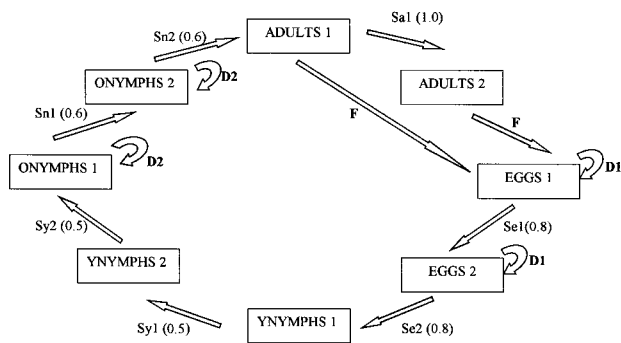 Sn2 (0.6)
ADULTS 1
Sa1 (1.0)
ONYMPHS 2
D2
ADULTS 2
Sn1 (0.6)
F
F
D2
ONYMPHS 1
EGGS 1
D1
Sy2 (0.5)
Se1(0.8)
YNYMPHS 2
EGGS 2
D1
YNYMPHS 1
Sy1 (0.5)
Se2 (0.8)